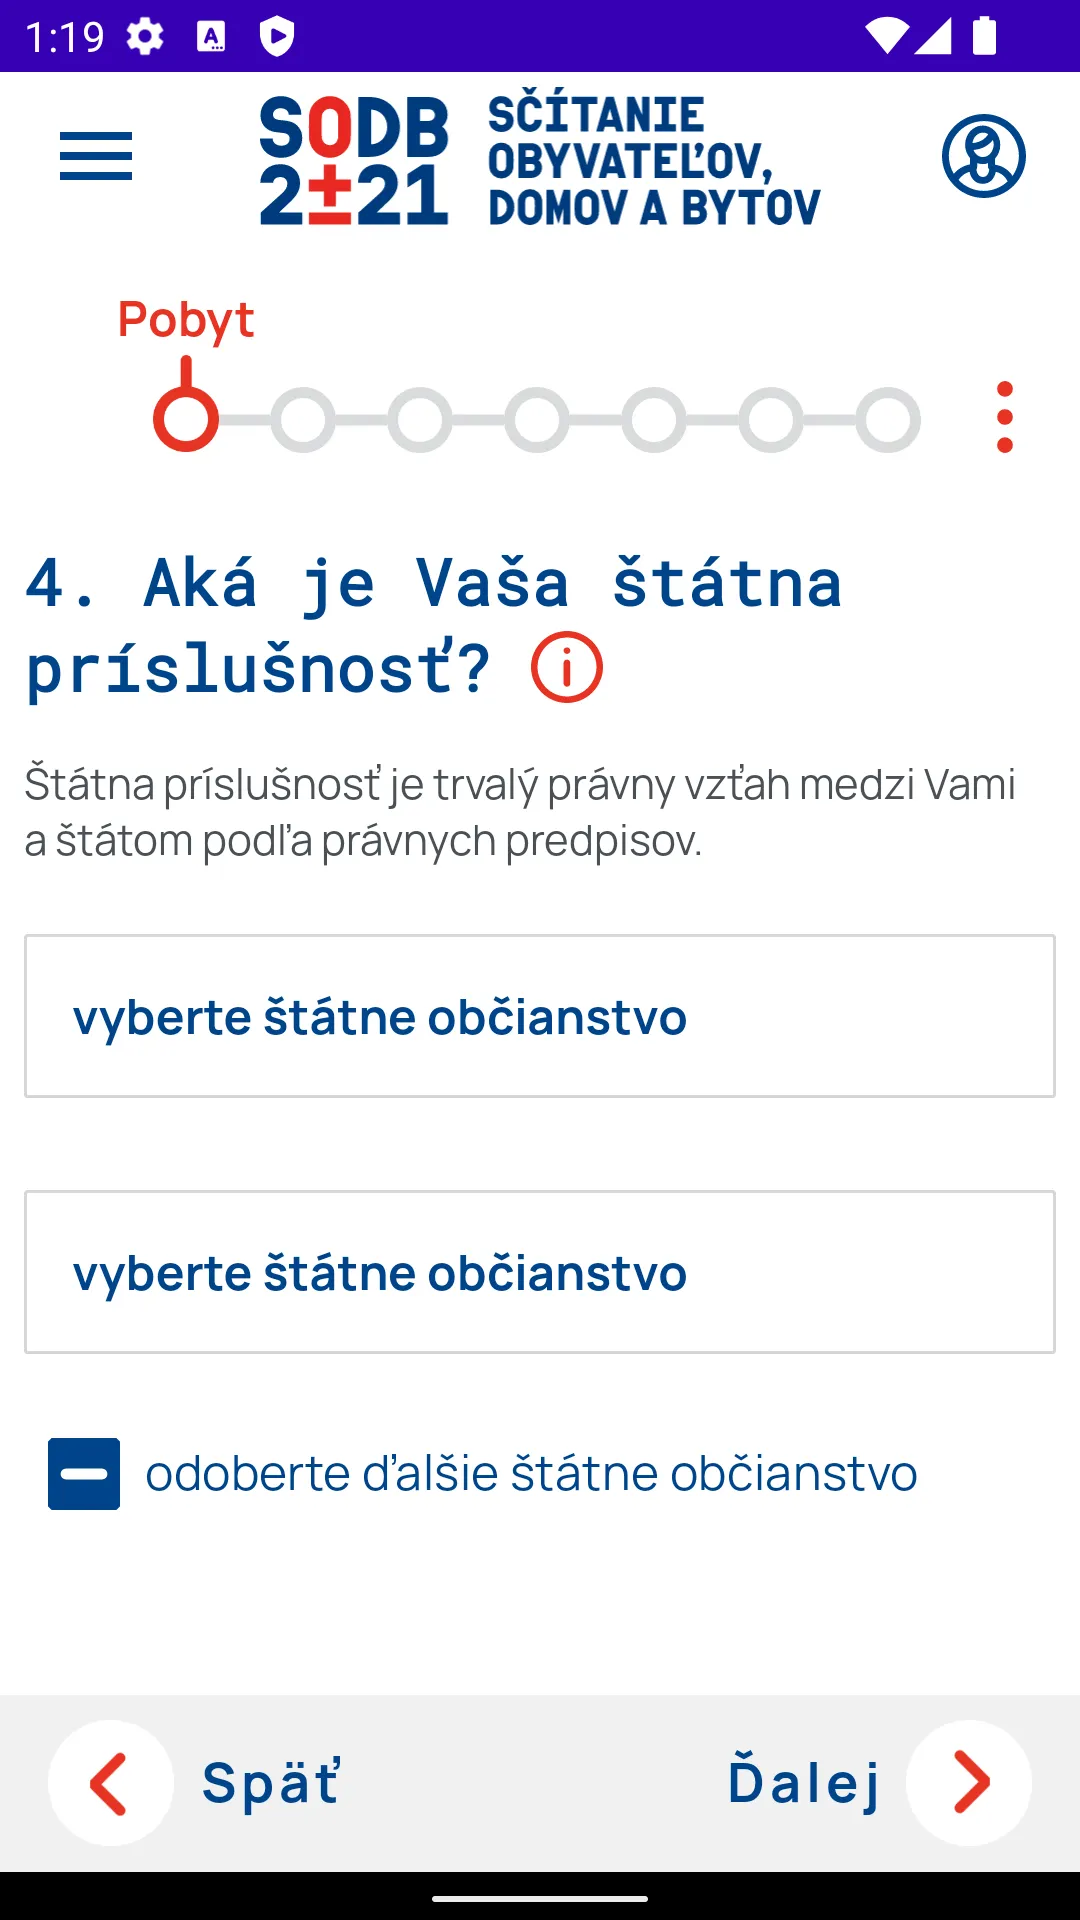 1:19
SODB
2±21
SČÍTANIE
OBYVATEĽOV,
DOMOV A BYTOV
Pobyt
4. Aká je Vaša štátna
príslušnosť?
Štátna príslušnosť je trvalý právny vzťah medzi Vami
a štátom podľa právnych predpisov.
vyberte štátne občianstvo
vyberte štátne občianstvo
odoberte ďalšie štátne občianstvo
Späť
Ďalej